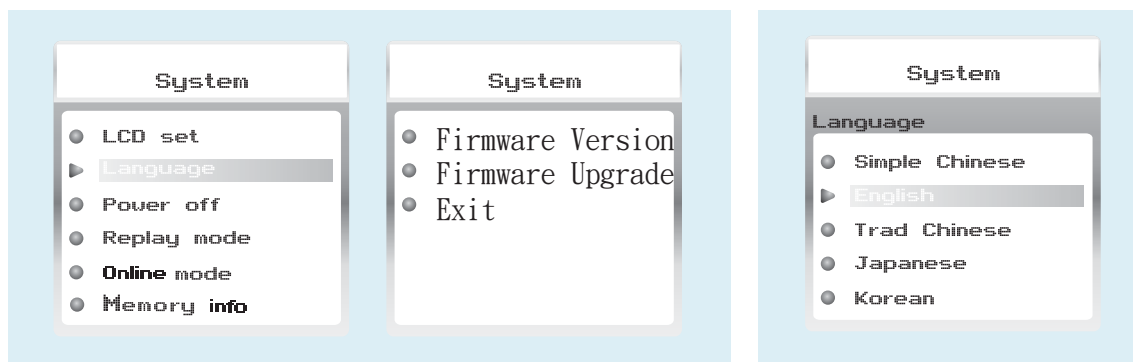 System
LCD set
Language
Power off
Replay mode
Online mode
Memory info
System
Firmware Version
Firmware Upgrade
Exit
System
Language
Simple Chinese
English
Trad Chinese
Japanese
Korean